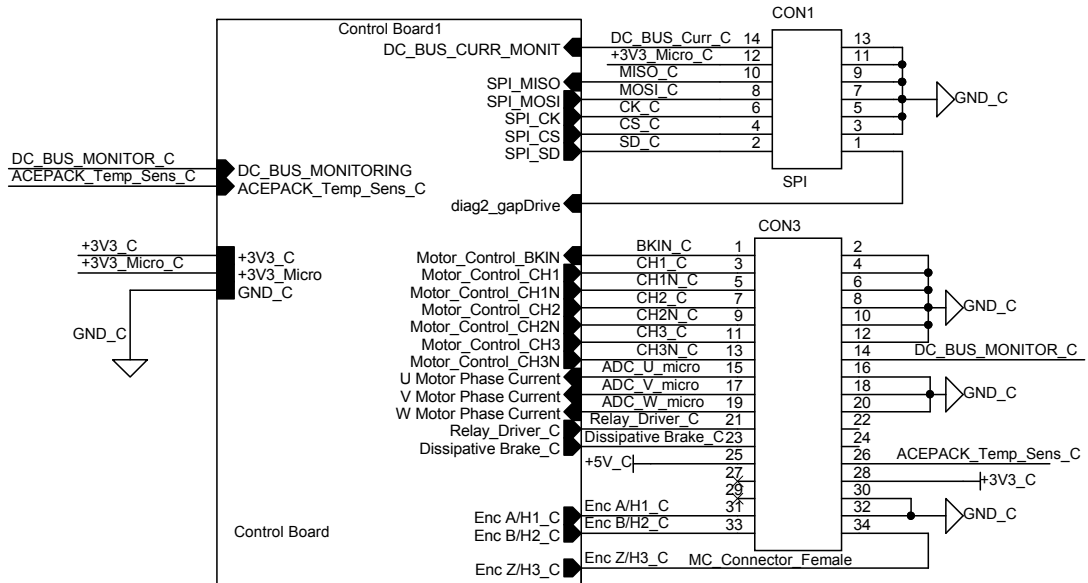 Control Board1
CON1
DC_BUS_CURR_MONIT
DC_BUS_Curr_C 14 13
+3V3_Micro_C 12 11
SPI_MISO MISO_C 10 9
SPI_MOSI MOSI_C 8 7 GND_C
SPI_CK CK_C 6 5
SPI_CS CS_C 4 3
SPI_SD SD_C 2 1
SPI
DC_BUS_MONITOR_C DC_BUS_MONITORING
ACEPACK_Temp_Sens_C ACEPACK_Temp_Sens_C
diag2_gapDrive
CON3
+3V3_C +3V3_C
+3V3_Micro_C +3V3_Micro
GND_C
GND_C
Motor_Control_BKIN BKIN_C 1 2
Motor_Control_CH1 CH1_C 3 4
Motor_Control_CH1N CH1N_C 5 6
Motor_Control_CH2 CH2_C 7 8 GND_C
Motor_Control_CH2N CH2N_C 9 10
Motor_Control_CH3 CH3_C 11 12
Motor_Control_CH3N CH3N_C 13 14 DC_BUS_MONITOR_C
U Motor Phase Current ADC_U_micro 15 16
V Motor Phase Current ADC_V_micro 17 18 GND_C
W Motor Phase Current ADC_W_micro 19 20
Relay_Driver_C Relay_Driver_C 21 22
Dissipative Brake_C Dissipative Brake_C 23 24
+5V_C 25 26 ACEPACK_Temp_Sens_C
27 28 +3V3_C
29 30
Enc A/H1_C Enc A/H1_C 31 32 GND_C
Enc B/H2_C Enc B/H2_C 33 34
Control Board
Enc Z/H3_C Enc Z/H3_C MC_Connector_Female